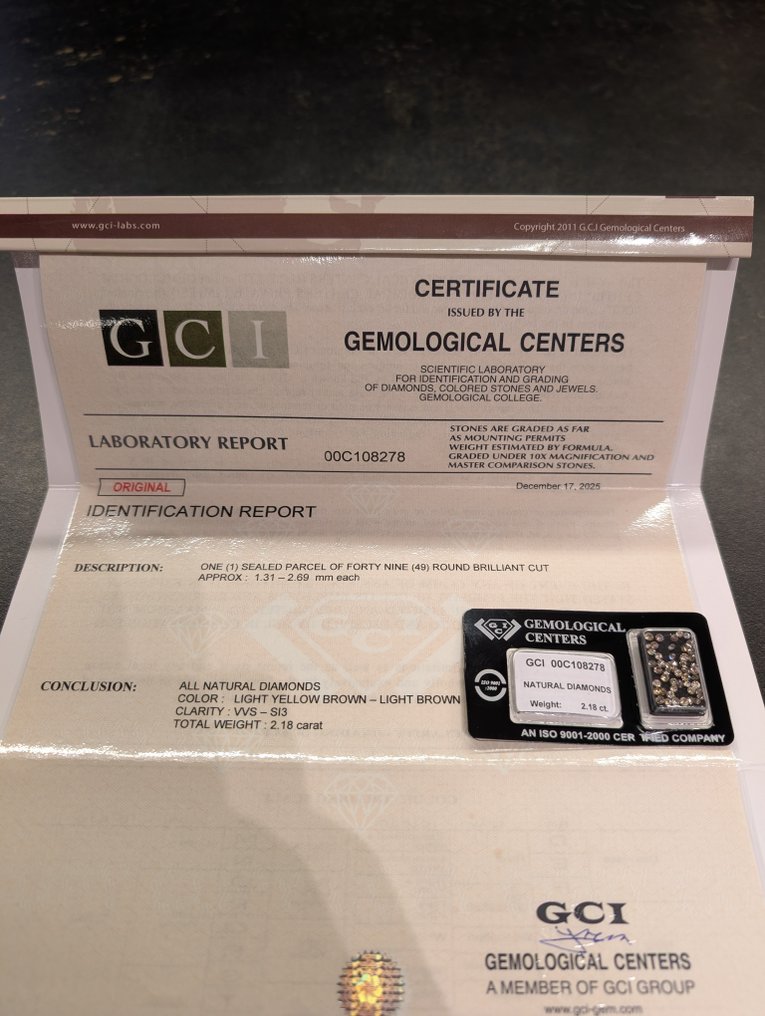 www.gci-labs.com
Copyright 2011 G.C.I Gemological Centers
GCI
CERTIFICATE
ISSUED BY THE
GEMOLOGICAL CENTERS
SCIENTIFIC LABORATORY
FOR IDENTIFICATION AND GRADING
OF DIAMONDS, COLORED STONES AND JEWELS.
GEMOLOGICAL COLLEGE.
LABORATORY REPORT
00C108278
STONES ARE GRADED AS FAR
AS MOUNTING PERMITS
WEIGHT ESTIMATED BY FORMULA.
GRADED UNDER 10X MAGNIFICATION AND
MASTER COMPARISON STONES.
ORIGINAL
December 17, 2025
IDENTIFICATION REPORT
DESCRIPTION: ONE (1) SEALED PARCEL OF FORTY NINE (49) ROUND BRILLIANT CUT
APPROX : 1.31 – 2.69 mm each
GCI
GEMOLOGICAL
CENTERS
GCI 00C108278
NATURAL DIAMONDS
Weight: 2.18 ct.
ISO 9001
:2000
AN ISO 9001-2000 CERTIFIED COMPANY
CONCLUSION: ALL NATURAL DIAMONDS
COLOR : LIGHT YELLOW BROWN – LIGHT BROWN
CLARITY : VVS – SI3
TOTAL WEIGHT : 2.18 carat
GCI
GEMOLOGICAL CENTERS
A MEMBER OF GCI GROUP
www.gci-gem.com